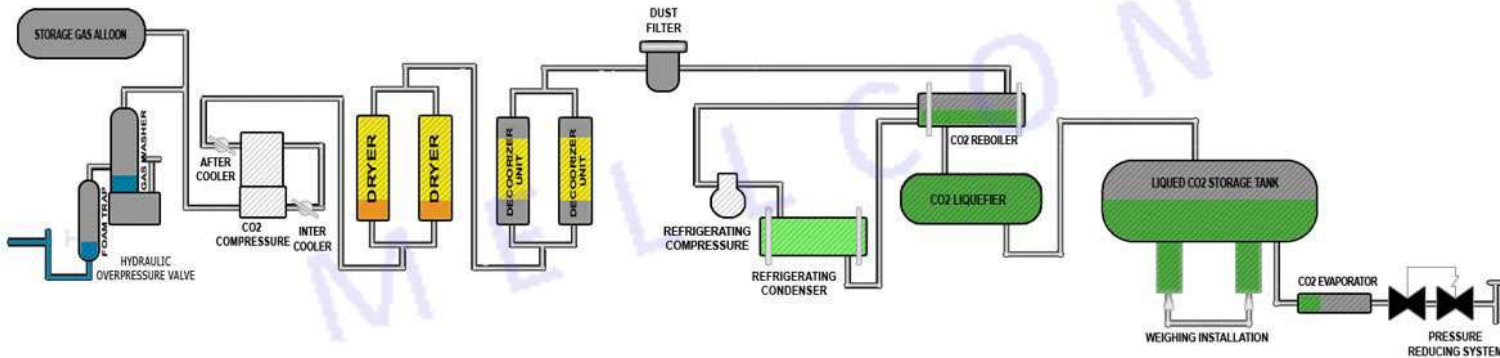 STORAGE GAS ALLOON
DUST
FILTER
FOAM TRAP
GAS WASHER
HYDRAULIC
OVERPRESSURE VALVE
AFTER
COOLER
CO2
COMPRESSURE
INTER
COOLER
DRYER
DRYER
DECOORIZER
UNIT
DECOORIZER
UNIT
CO2 REBOILER
REFRIGERATING
COMPRESSURE
REFRIGERATING
CONDENSER
CO2 LIQUEFIER
LIQUED CO2 STORAGE TANK
WEIGHING INSTALLATION
CO2 EVAPORATOR
PRESSURE
REDUCING SYSTEM
MELLCON